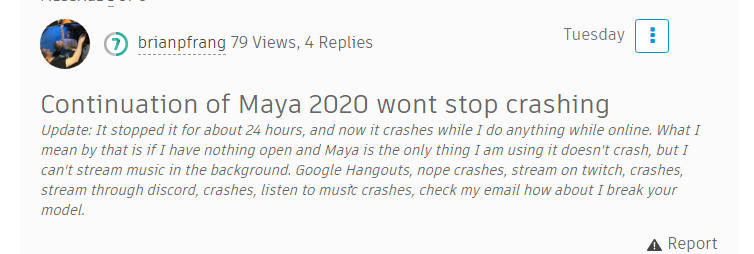 7 brianpfrang 79 Views, 4 Replies
Tuesday
Continuation of Maya 2020 wont stop crashing
Update: It stopped it for about 24 hours, and now it crashes while I do anything while online. What I
mean by that is if I have nothing open and Maya is the only thing I am using it doesn't crash, but I
can't stream music in the background. Google Hangouts, nope crashes, stream on twitch, crashes,
stream through discord, crashes, listen to music crashes, check my email how about I break your
model.
Report